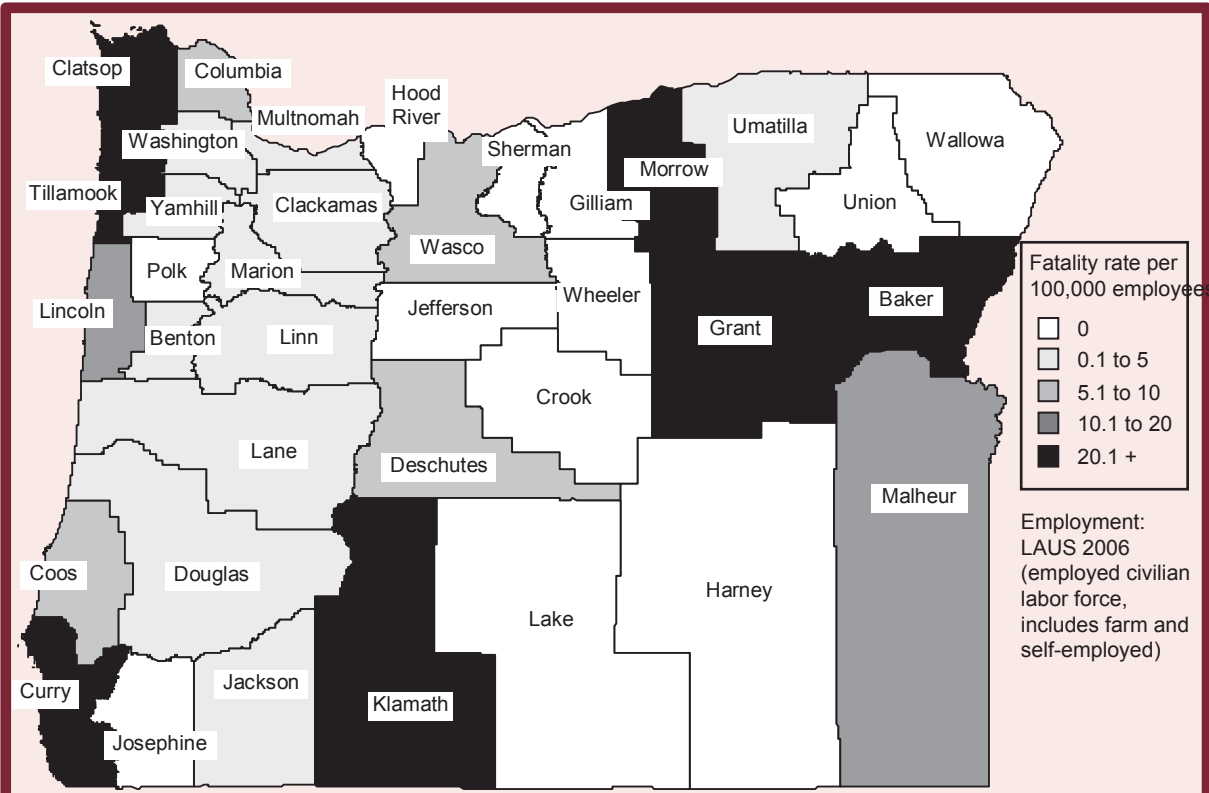 Clatsop
Columbia
Hood
River
Multnomah
Washington
Sherman
Umatilla
Wallowa
Morrow
Tillamook
Yamhill
Clackamas
Gilliam
Union
Wasco
Polk
Marion
Wheeler
Baker
Lincoln
Jefferson
Grant
Benton
Linn
Crook
Lane
Deschutes
Malheur
Coos
Douglas
Harney
Lake
Curry
Jackson
Klamath
Josephine
Fatality rate per
100,000 employees
0
0.1 to 5
5.1 to 10
10.1 to 20
20.1 +
Employment:
LAUS 2006
(employed civilian
labor force,
includes farm and
self-employed)